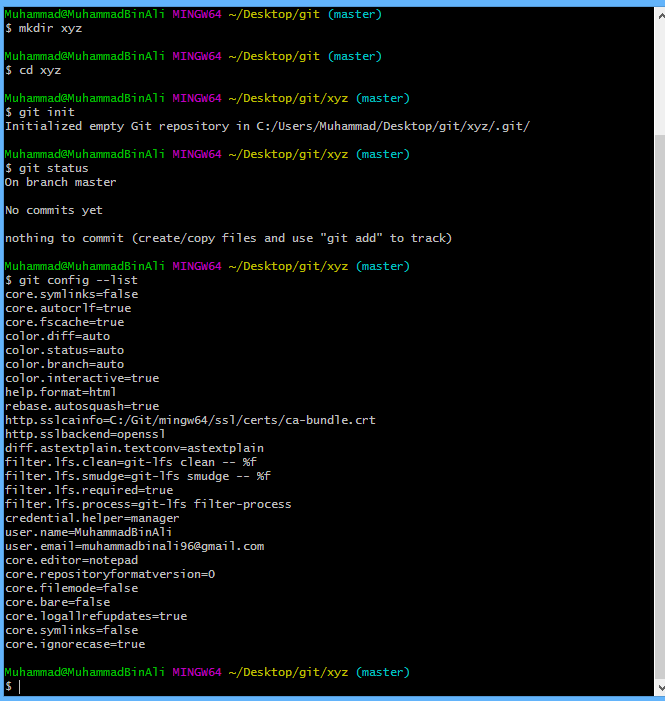 Muhammad@MuhammadBinAli MINGW64 ~/Desktop/git (master)
$ mkdir xyz
Muhammad@MuhammadBinAli MINGW64 ~/Desktop/git (master)
$ cd xyz
Muhammad@MuhammadBinAli MINGW64 ~/Desktop/git/xyz (master)
$ git init
Initialized empty Git repository in C:/Users/Muhammad/Desktop/git/xyz/.git/
Muhammad@MuhammadBinAli MINGW64 ~/Desktop/git/xyz (master)
$ git status
On branch master
No commits yet
nothing to commit (create/copy files and use "git add" to track)
Muhammad@MuhammadBinAli MINGW64 ~/Desktop/git/xyz (master)
$ git config --list
core.symlinks=false
core.autocrlf=true
core.fscache=true
color.diff=auto
color.status=auto
color.branch=auto
color.interactive=true
help.format=html
rebase.autosquash=true
http.sslcainfo=C:/Git/mingw64/ssl/certs/ca-bundle.crt
http.sslbackend=openssl
diff.astextplain.textconv=astextplain
filter.lfs.clean=git-lfs clean -- %f
filter.lfs.smudge=git-lfs smudge -- %f
filter.lfs.required=true
filter.lfs.process=git-lfs filter-process
credential.helper=manager
user.name=MuhammadBinAli
user.email=muhammadbinali96@gmail.com
core.editor=notepad
core.repositoryformatversion=0
core.filemode=false
core.bare=false
core.logallrefupdates=true
core.symlinks=false
core.ignorecase=true
Muhammad@MuhammadBinAli MINGW64 ~/Desktop/git/xyz (master)
$